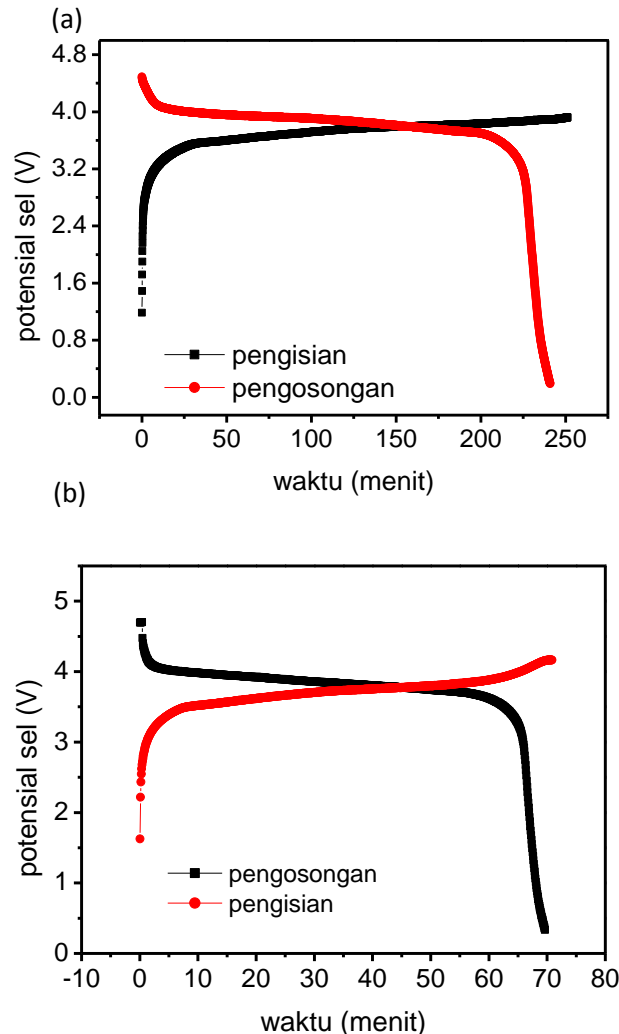 (a)
4.8
4.0
3.2
2.4
1.6
0.8
0.0
potensial sel (V)
pengisian
pengosongan
0 50 100 150 200 250
waktu (menit)
(b)
5
4
3
2
1
0
potensial sel (V)
pengosongan
pengisian
-10 0 10 20 30 40 50 60 70 80
waktu (menit)